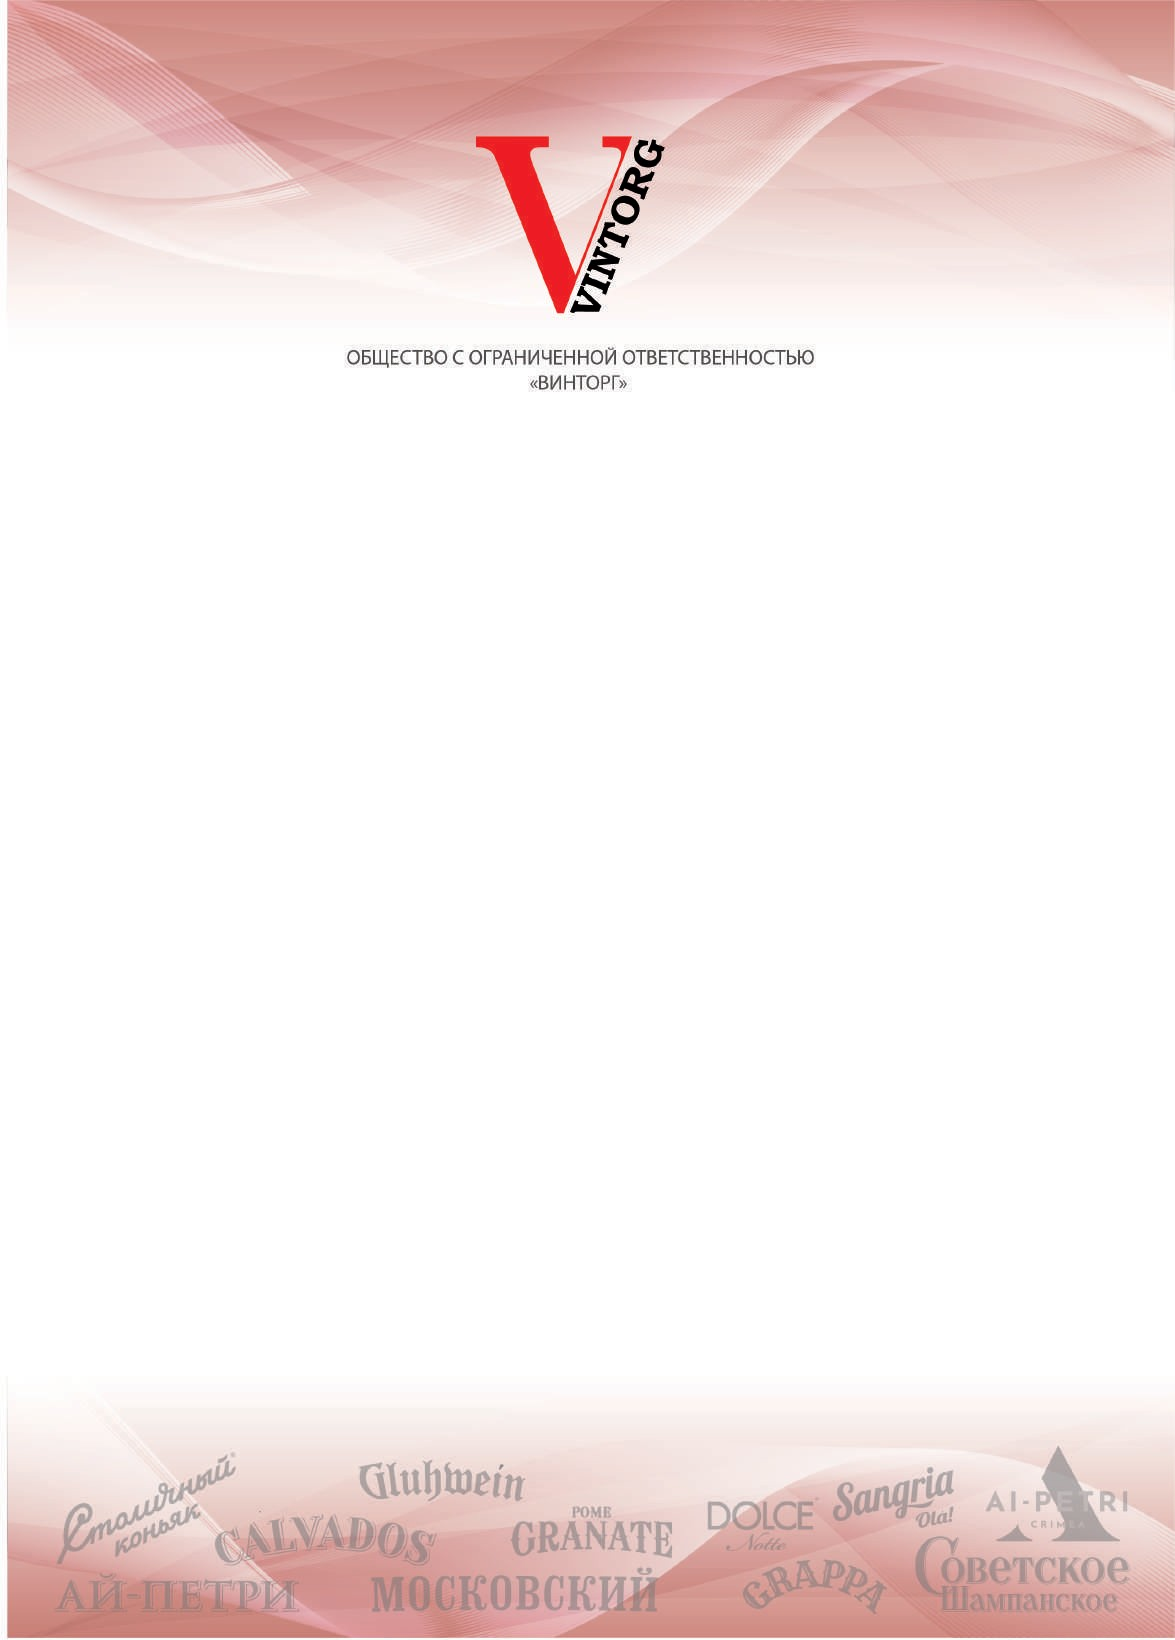 VINTORG
ОБЩЕСТВО С ОГРАНИЧЕННОЙ ОТВЕТСТВЕННОСТЬЮ
«ВИНТОРГ»
Столичный®
коньяк
Gluhwein
Sangria
Ola!
AI-PETRI
CRIMEA
CALVADOS
POME
GRANATE
DOLCE
Notte
Советское
Шампанское
АЙ-ПЕТРИ
МОСКОВСКИЙ
GRAPPA